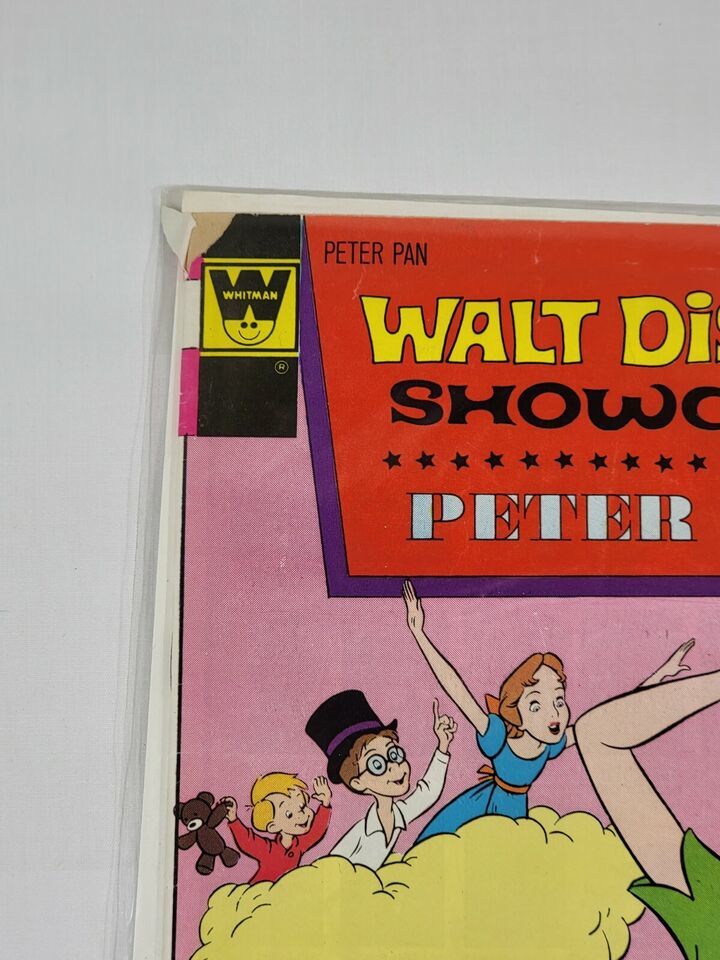 PETER PAN
WHITMAN
®
WALT Dis
SHOWC
PETER